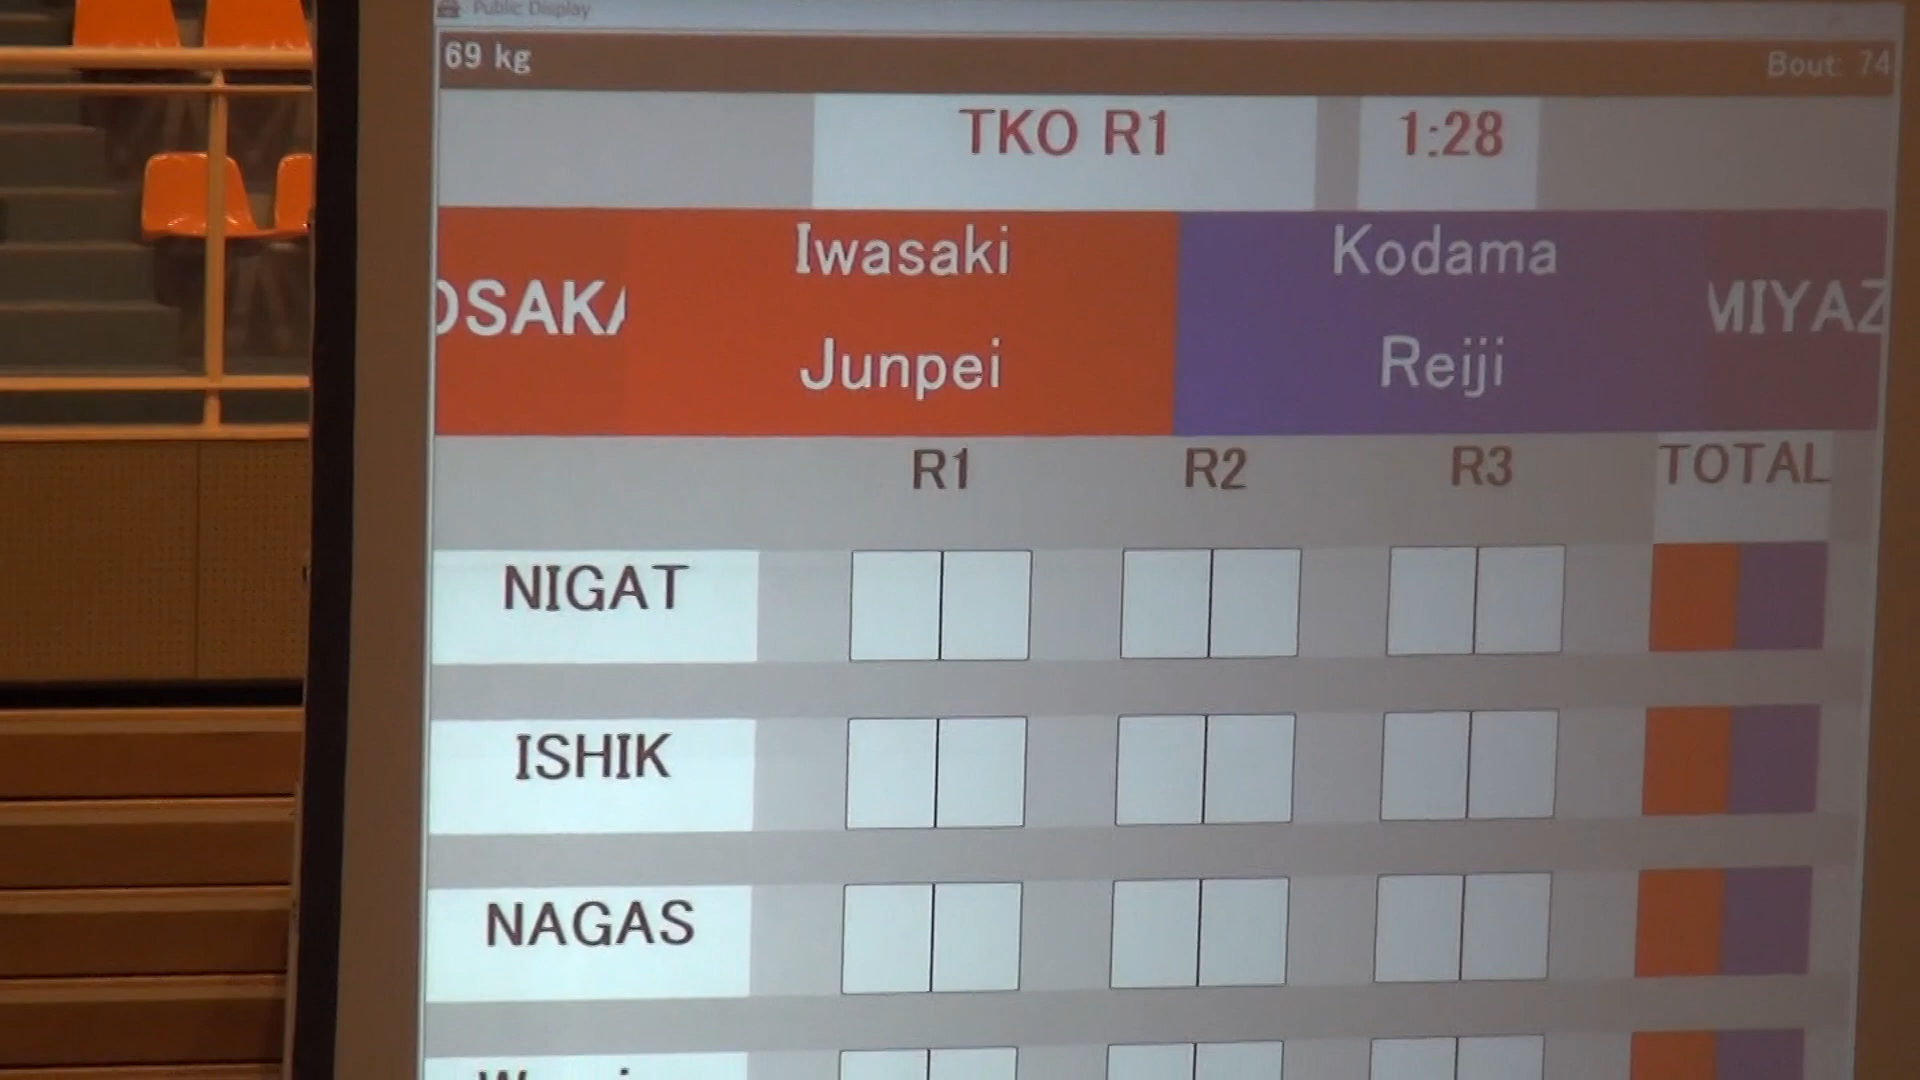 Public Display
69 kg
Bout: 74
TKO R1
1:28
OSAKA
Iwasaki
Junpei
Kodama
Reiji
MIYAZ
R1 R2 R3 TOTAL
NIGAT
ISHIK
NAGAS